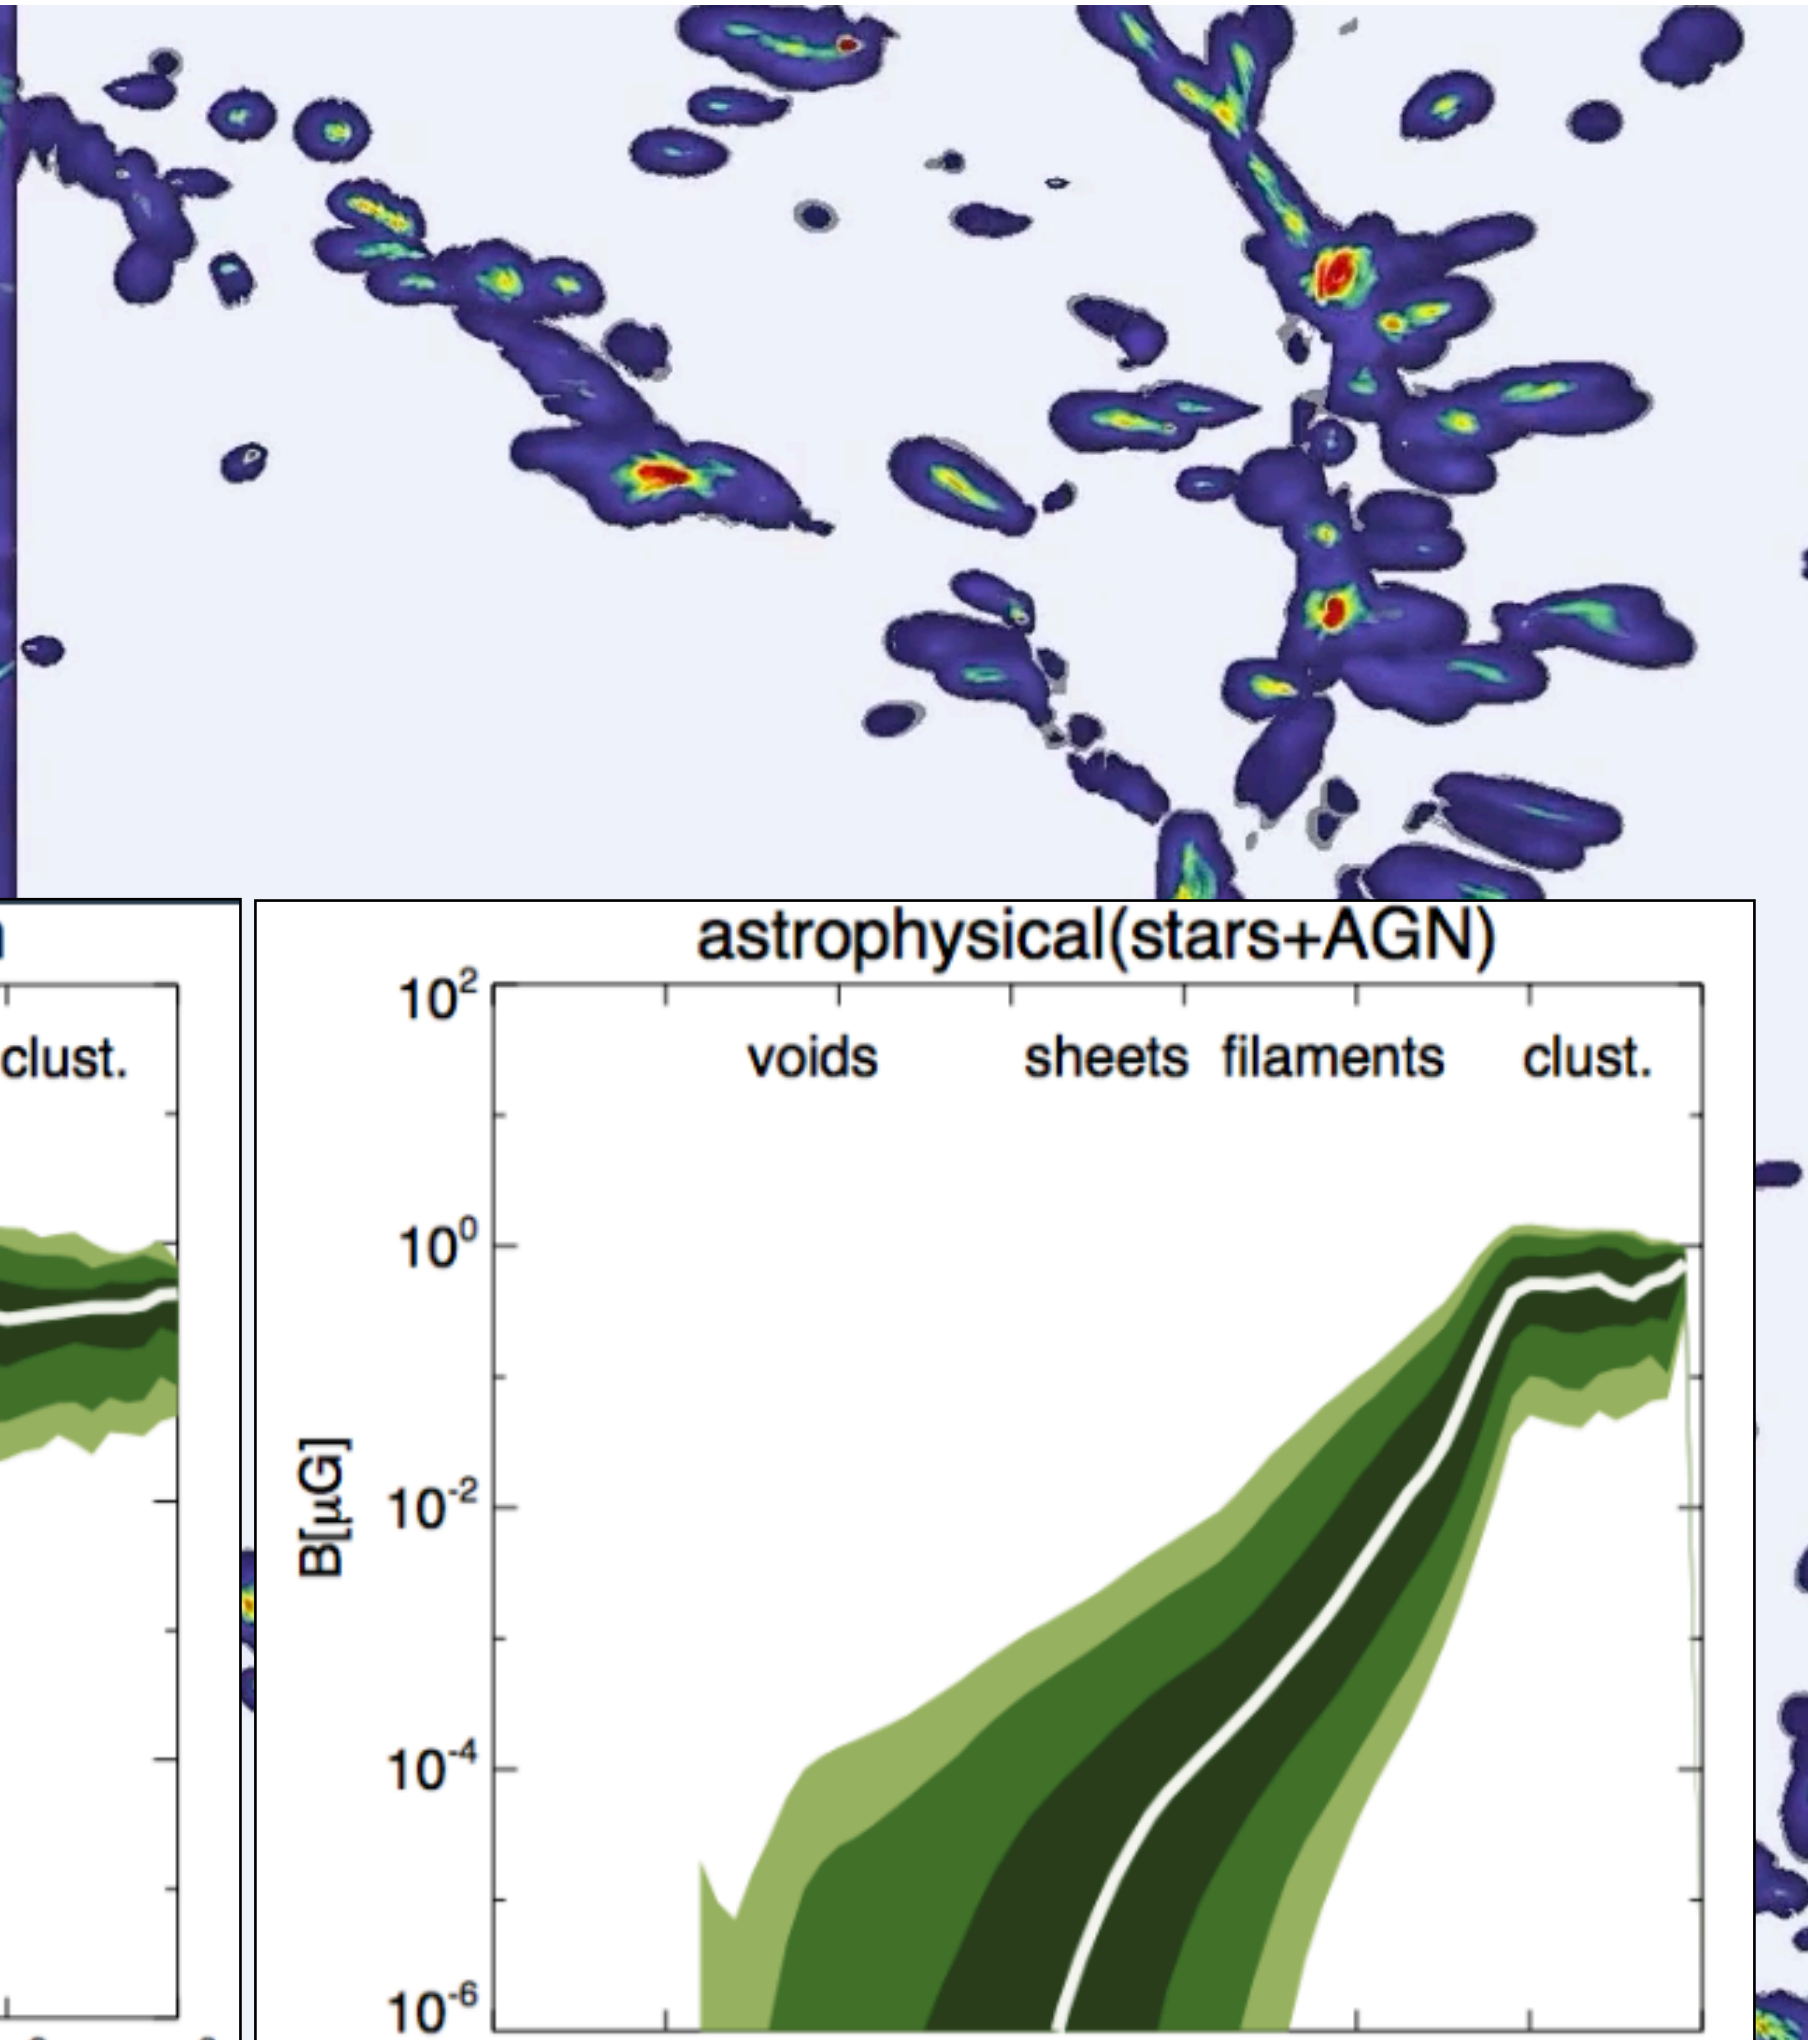 astrophysical(stars+AGN)
10²
clust.
voids sheets filaments clust.
10⁰
B[μG]
10⁻²
10⁻⁴
10⁻⁶